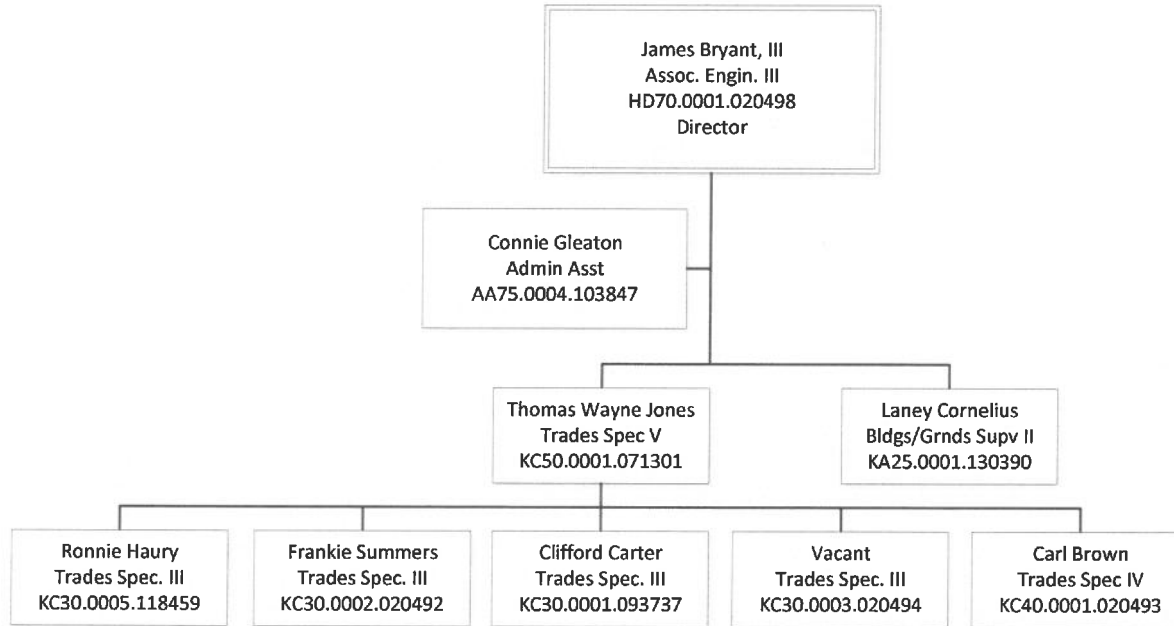 James Bryant, III
Assoc. Engin. III
HD70.0001.020498
Director
Connie Gleaton
Admin Asst
AA75.0004.103847
Thomas Wayne Jones
Trades Spec V
KC50.0001.071301
Laney Cornelius
Bldgs/Grnds Supv II
KA25.0001.130390
Ronnie Haury
Trades Spec. III
KC30.0005.118459
Frankie Summers
Trades Spec. III
KC30.0002.020492
Clifford Carter
Trades Spec. III
KC30.0001.093737
Vacant
Trades Spec. III
KC30.0003.020494
Carl Brown
Trades Spec IV
KC40.0001.020493